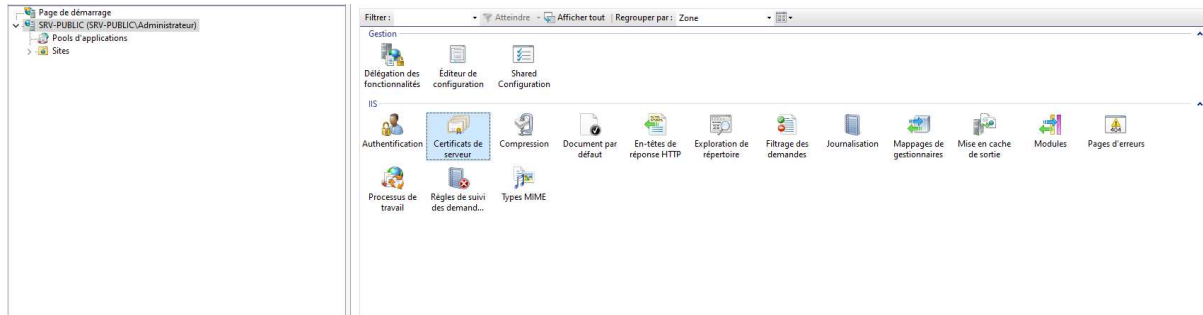 Page de démarrage
SRV-PUBLIC (SRV-PUBLIC\Administrateur)
Pools d'applications
Sites
Filtrer : Atteindre Afficher tout Regrouper par : Zone
Gestion
Délégation des fonctionnalités
Éditeur de configuration
Shared Configuration
IIS
Authentification
Certificats de serveur
Compression
Document par défaut
En-têtes de réponse HTTP
Exploration de répertoire
Filtrage des demandes
Journalisation
Mappages de gestionnaires
Mise en cache de sortie
Modules
404
Pages d'erreurs
Processus de travail
Règles de suivi des demand...
Types MIME